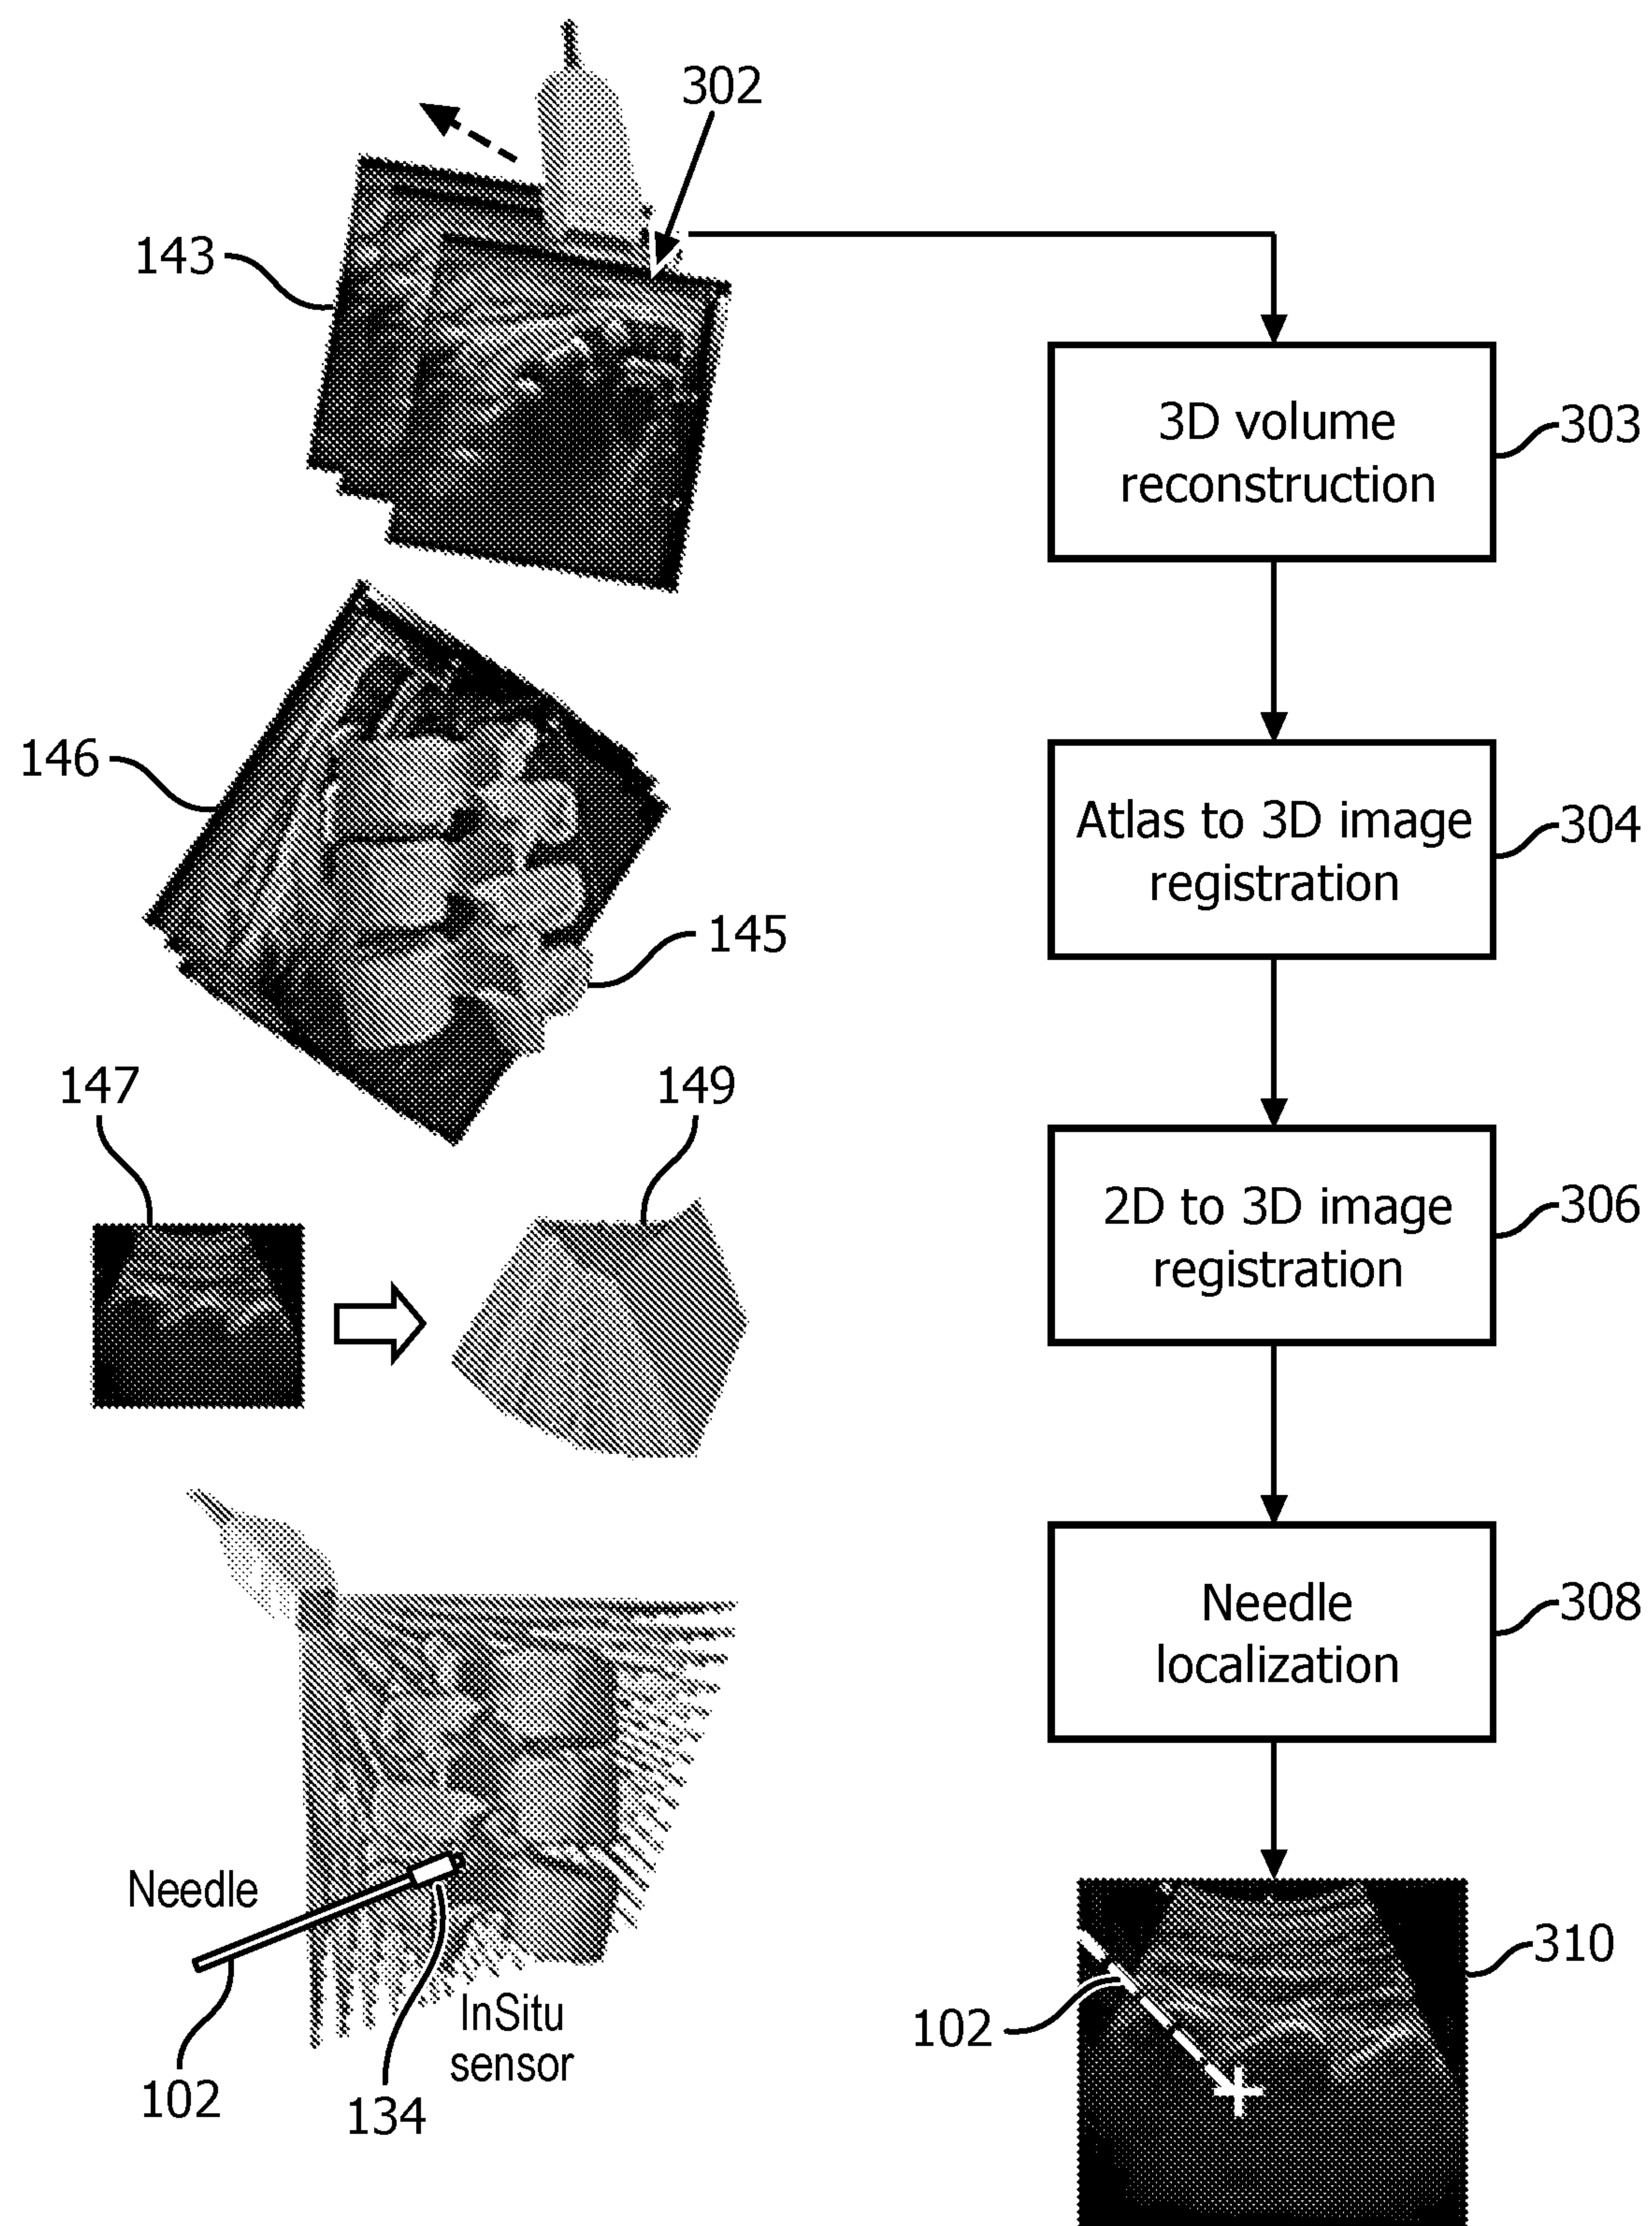 302
143
3D volume
reconstruction
303
146
Atlas to 3D image
registration
304
145
147
149
2D to 3D image
registration
306
Needle
localization
308
Needle
InSitu
sensor
102
134
102
310